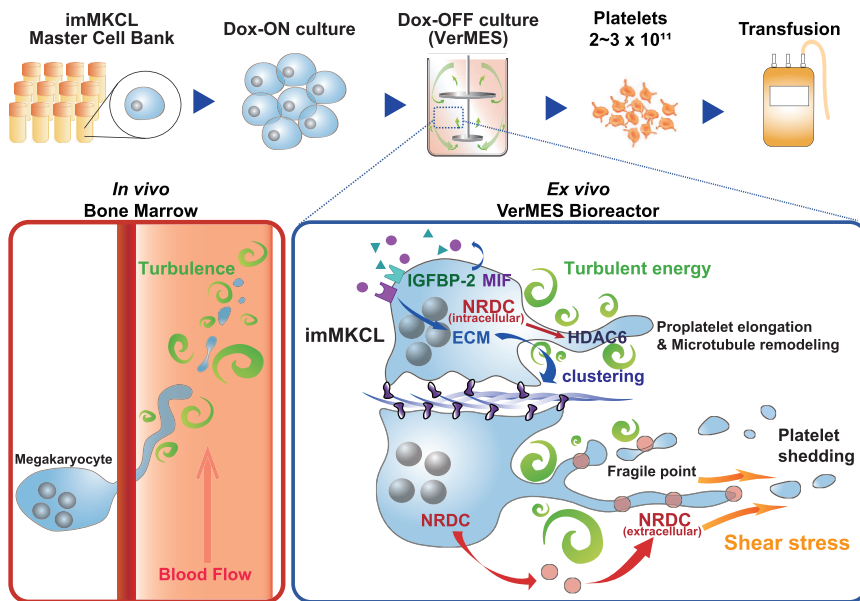 imMKCL
Master Cell Bank
Dox-ON culture
Dox-OFF culture
(VerMES)
Platelets
2~3 x 10¹¹
Transfusion
In vivo
Bone Marrow
Turbulence
Megakaryocyte
Blood Flow
Ex vivo
VerMES Bioreactor
IGFBP-2 MIF
Turbulent energy
NRDC
(intracellular)
imMKCL
ECM
HDAC6
Proplatelet elongation
& Microtubule remodeling
clustering
Fragile point
Platelet
shedding
NRDC
NRDC
(extracellular)
Shear stress